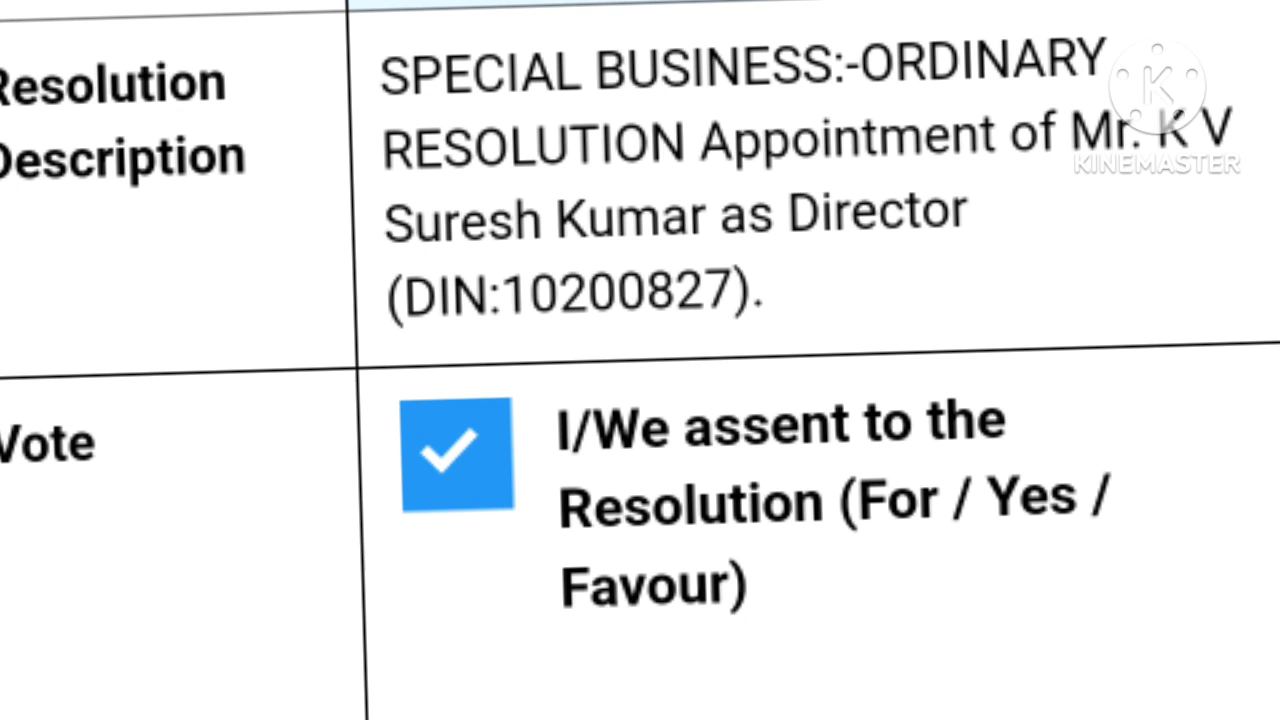 Resolution
Description
SPECIAL BUSINESS:-ORDINARY
RESOLUTION Appointment of Mr. K V
Suresh Kumar as Director
(DIN:10200827).
Vote
I/We assent to the
Resolution (For / Yes /
Favour)
K
KINEMASTER